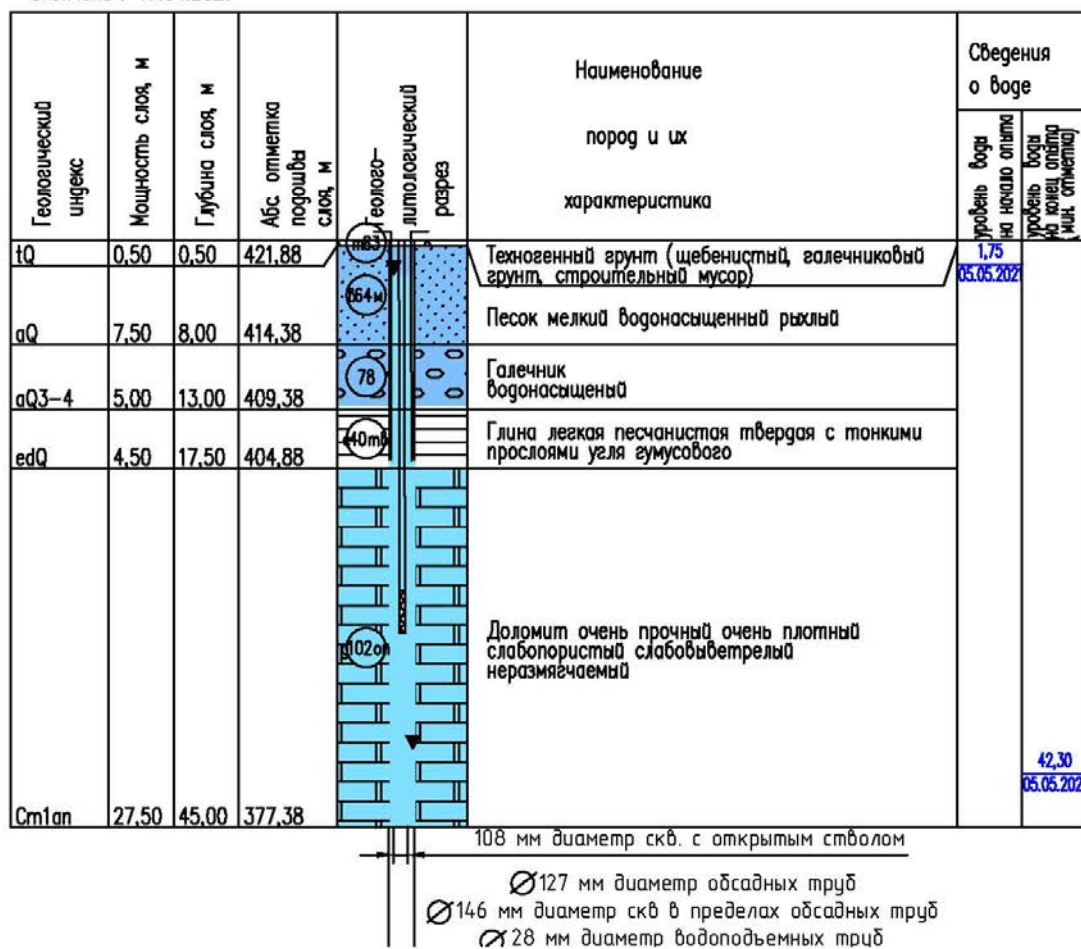 Геологический
индекс
Мощность слоя, м
Глубина слоя, м
Абс. отметка
подошвы
слоя, м
Геолого-
литологический
разрез
Наименование
пород и их
характеристика
Сведения
о воде
уровень воды
на начало опыта
уровень воды
на конец опыта
(мин. отметка)
tQ 0,50 0,50 421,88
Техногенный грунт (щебенистый, галечниковый
грунт, строительный мусор)
1,75
05.05.2021
aQ 7,50 8,00 414,38
Песок мелкий водонасыщенный рыхлый
aQ3-4 5,00 13,00 409,38
78
Галечник
водонасыщеный
edQ 4,50 17,50 404,88
Глина легкая песчанистая твердая с тонкими
прослоями угля гумусового
Доломит очень прочный очень плотный
слабопористый слабовыветрелый
неразмягчаемый
42,30
05.05.202
Cm1an 27,50 45,00 377,38
108 мм диаметр скв. с открытым стволом
Ø127 мм диаметр обсадных труб
Ø146 мм диаметр скв в пределах обсадных труб
Ø28 мм диаметр водоподъемных труб